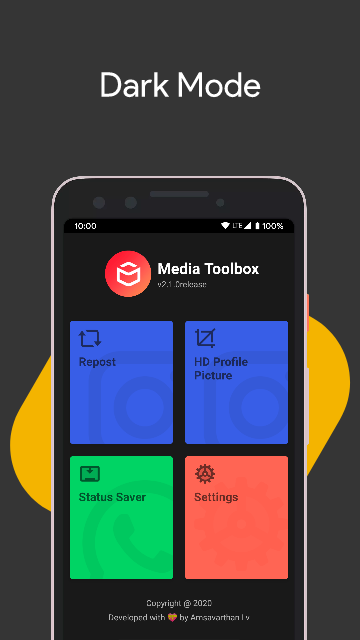 Dark Mode
10:00 LTE 100%
Media Toolbox
v2.1.0release
Repost
HD Profile
Picture
Status Saver
Settings
Copyright @ 2020
Developed with 💝 by Amsavarthan Lv